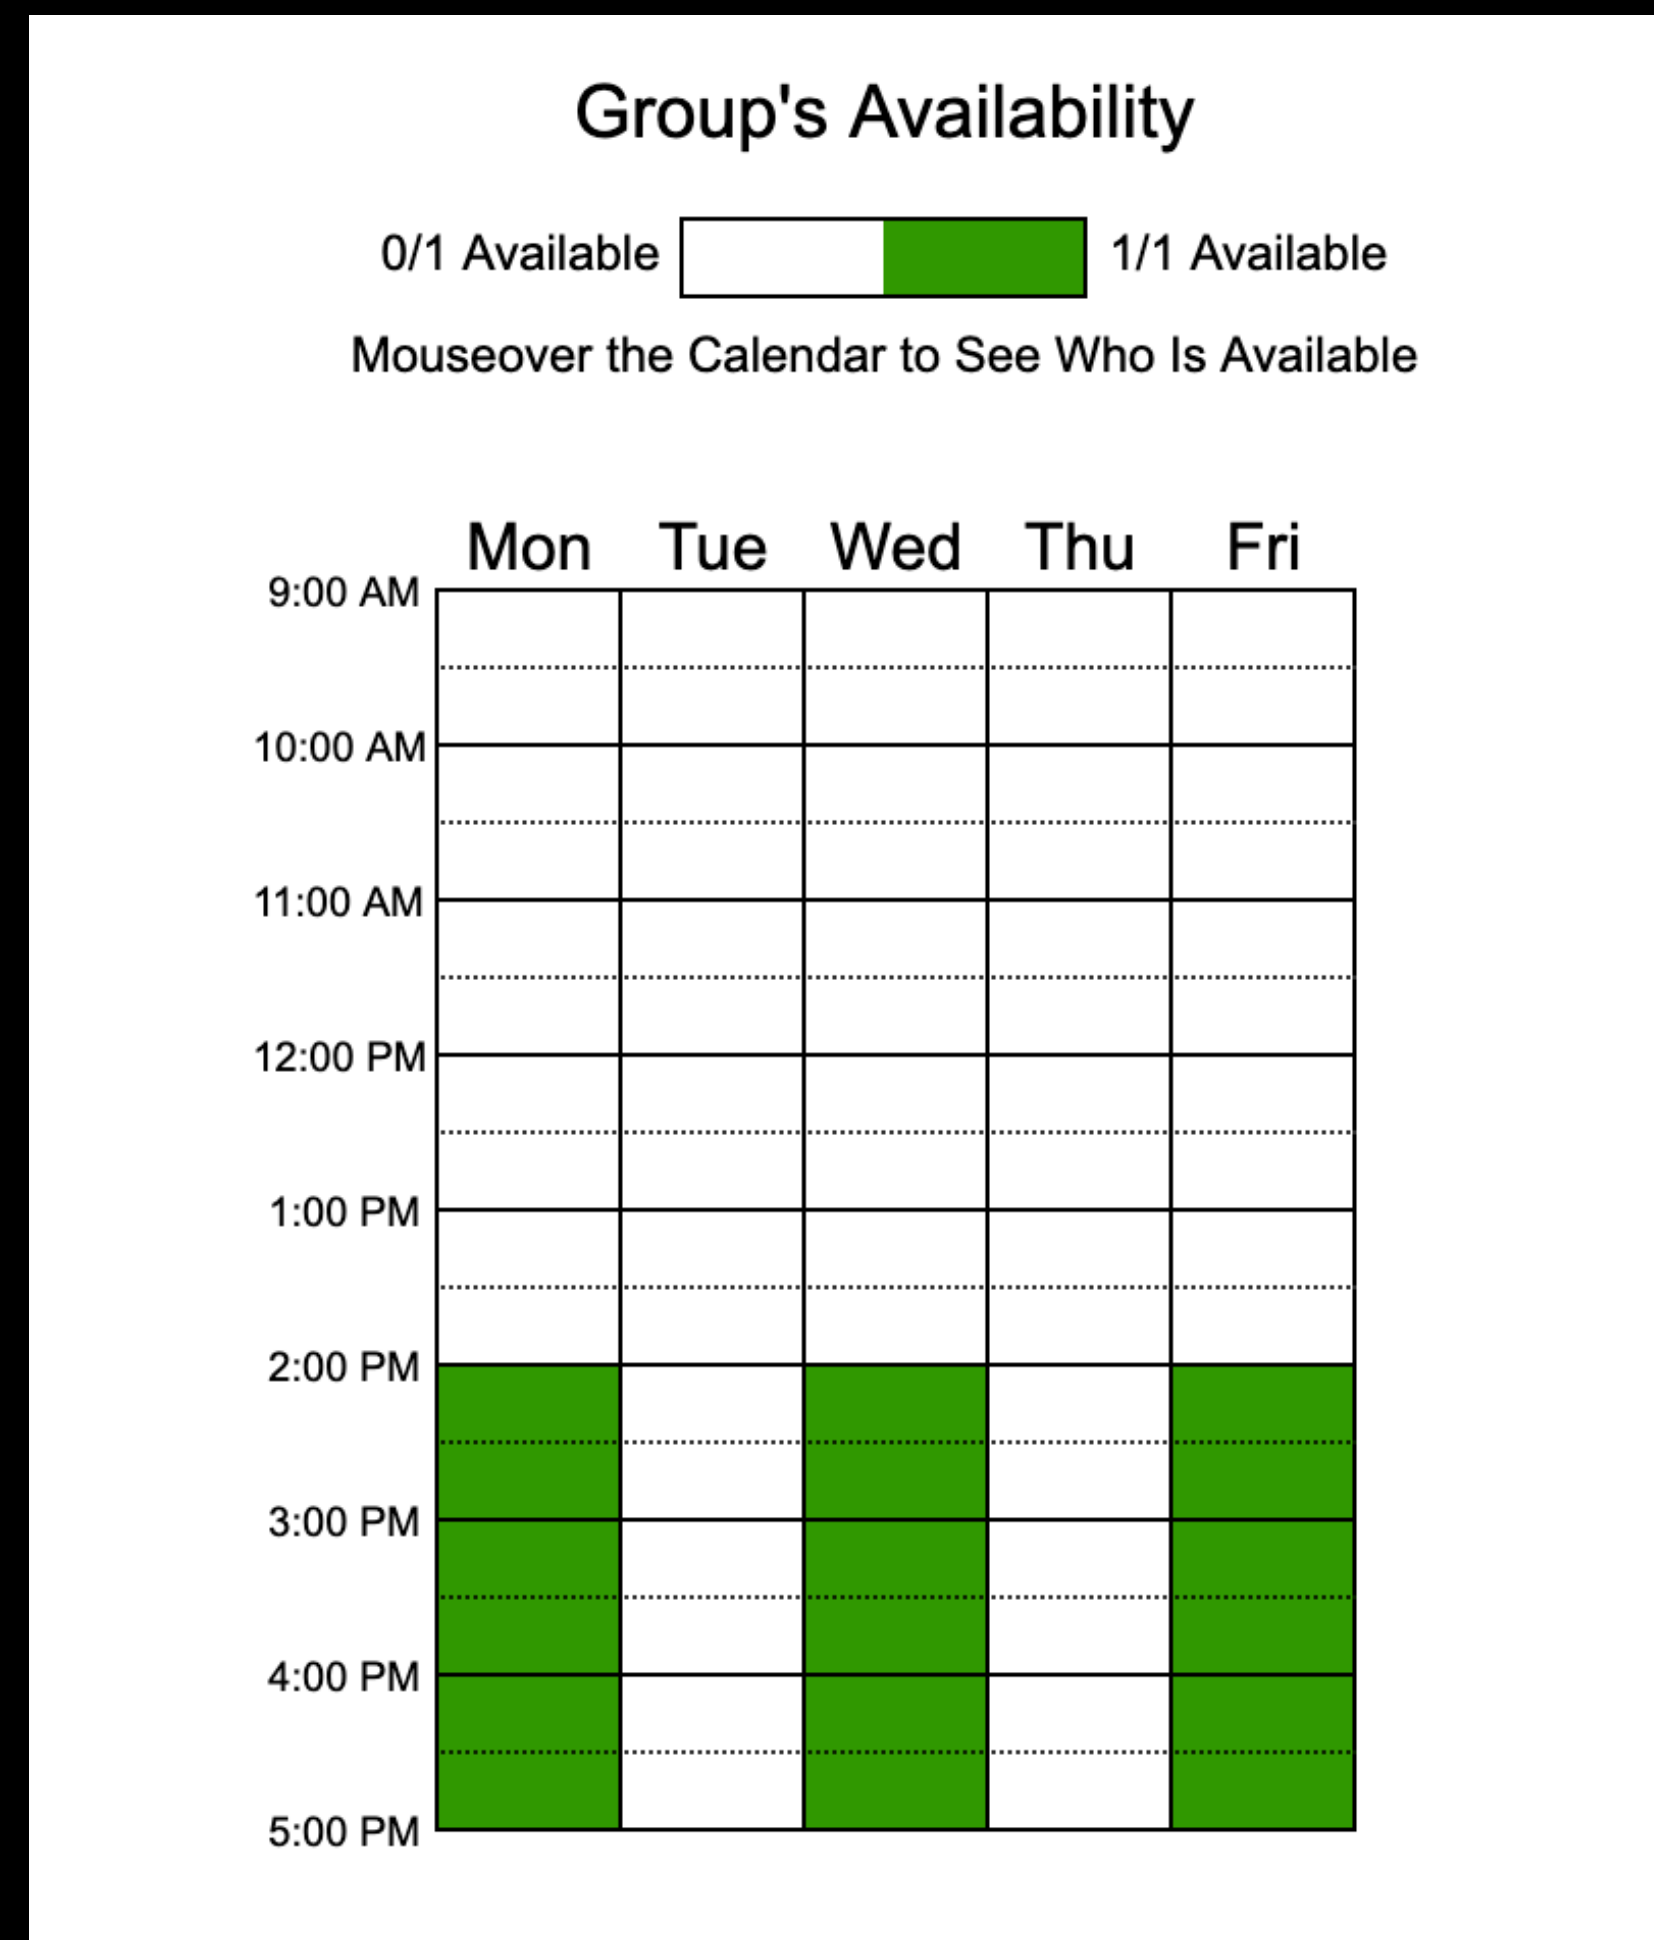 Group's Availability
0/1 Available 1/1 Available
Mouseover the Calendar to See Who Is Available
Mon Tue Wed Thu Fri
9:00 AM
10:00 AM
11:00 AM
12:00 PM
1:00 PM
2:00 PM
3:00 PM
4:00 PM
5:00 PM